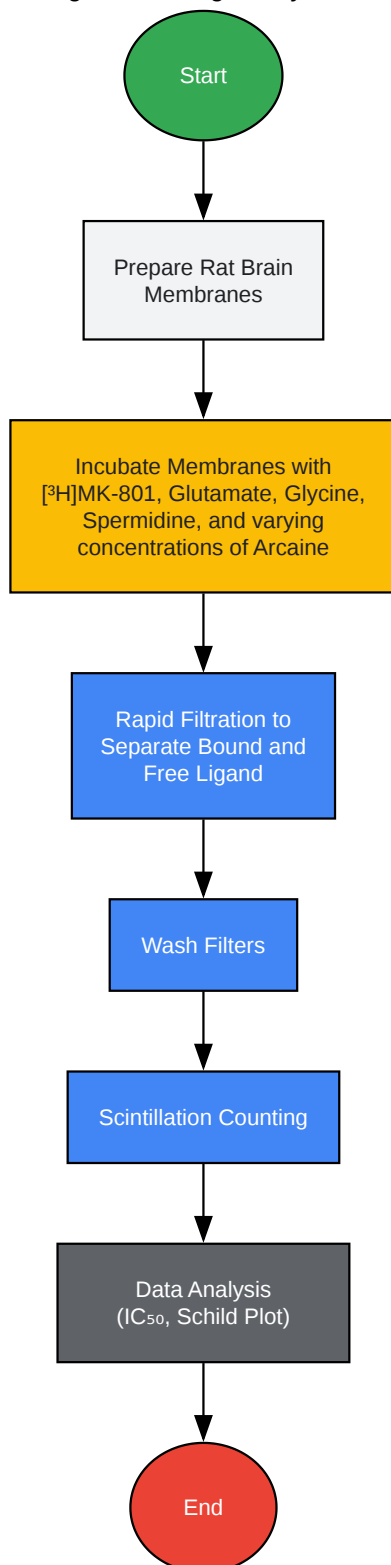 Start
Prepare Rat Brain
Membranes
Incubate Membranes with
[³H]MK-801, Glutamate, Glycine,
Spermidine, and varying
concentrations of Arcaine
Rapid Filtration to
Separate Bound and
Free Ligand
Wash Filters
Scintillation Counting
Data Analysis
(IC₅₀, Schild Plot)
End